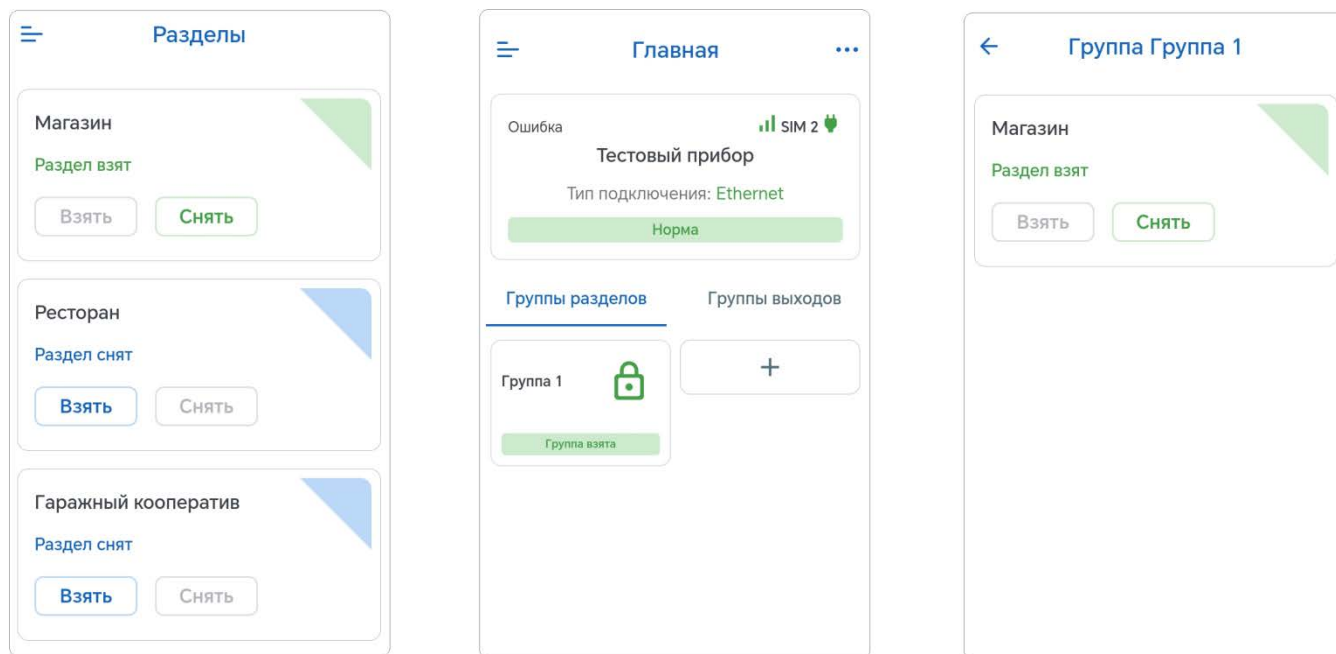 Разделы
Магазин
Раздел взят
Взять Снять
Ресторан
Раздел снят
Взять Снять
Гаражный кооператив
Раздел снят
Взять Снять
Главная
Ошибка SIM 2
Тестовый прибор
Тип подключения: Ethernet
Норма
Группы разделов Группы выходов
Группа 1
Группа взята
Группа Группа 1
Магазин
Раздел взят
Взять Снять